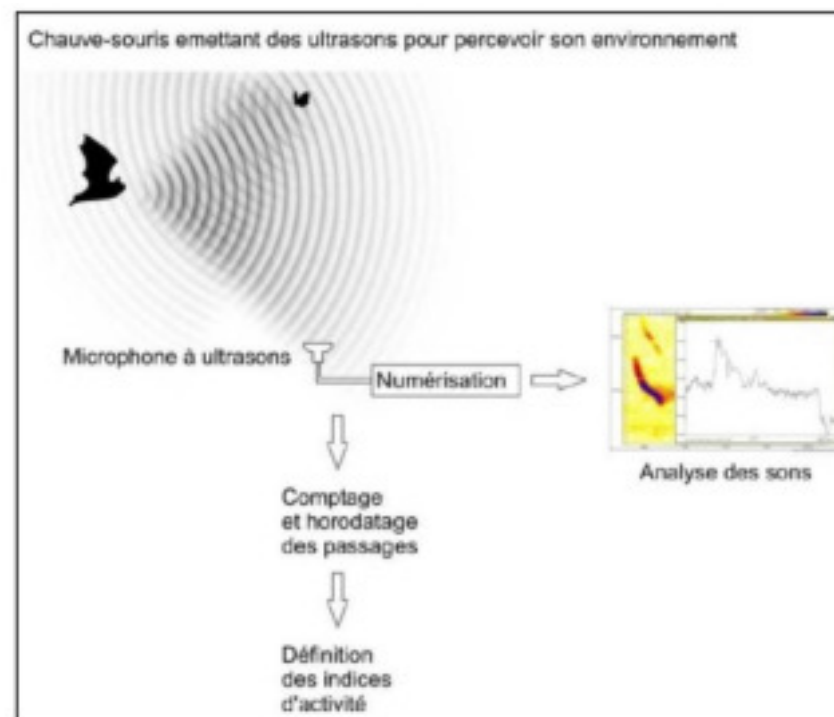 Chauve-souris emettant des ultrasons pour percevoir son environnement
Microphone à ultrasons
Numérisation
Analyse des sons
Comptage
et horodatage
des passages
Définition
des indices
d'activité